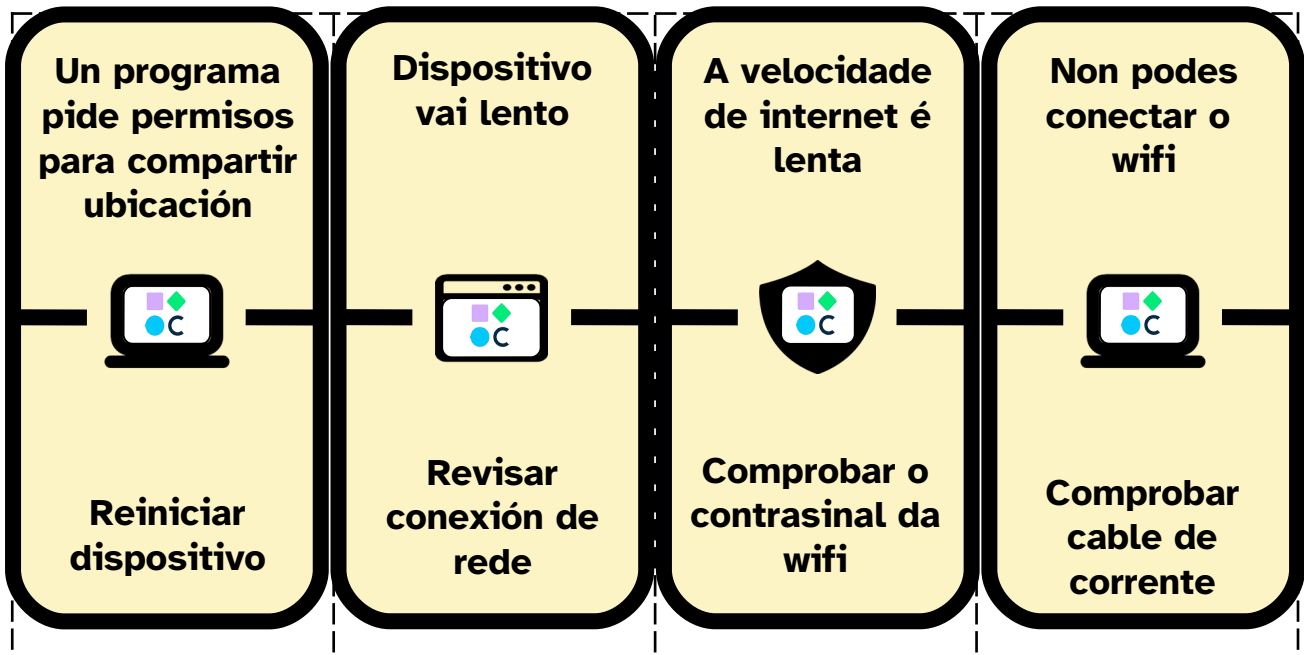 Un programa
pide permisos
para compartir
ubicación
Reiniciar
dispositivo
Dispositivo
vai lento
Revisar
conexión de
rede
A velocidade
de internet é
lenta
Comprobar o
contrasinal da
wifi
Non podes
conectar o
wifi
Comprobar
cable de
corrente